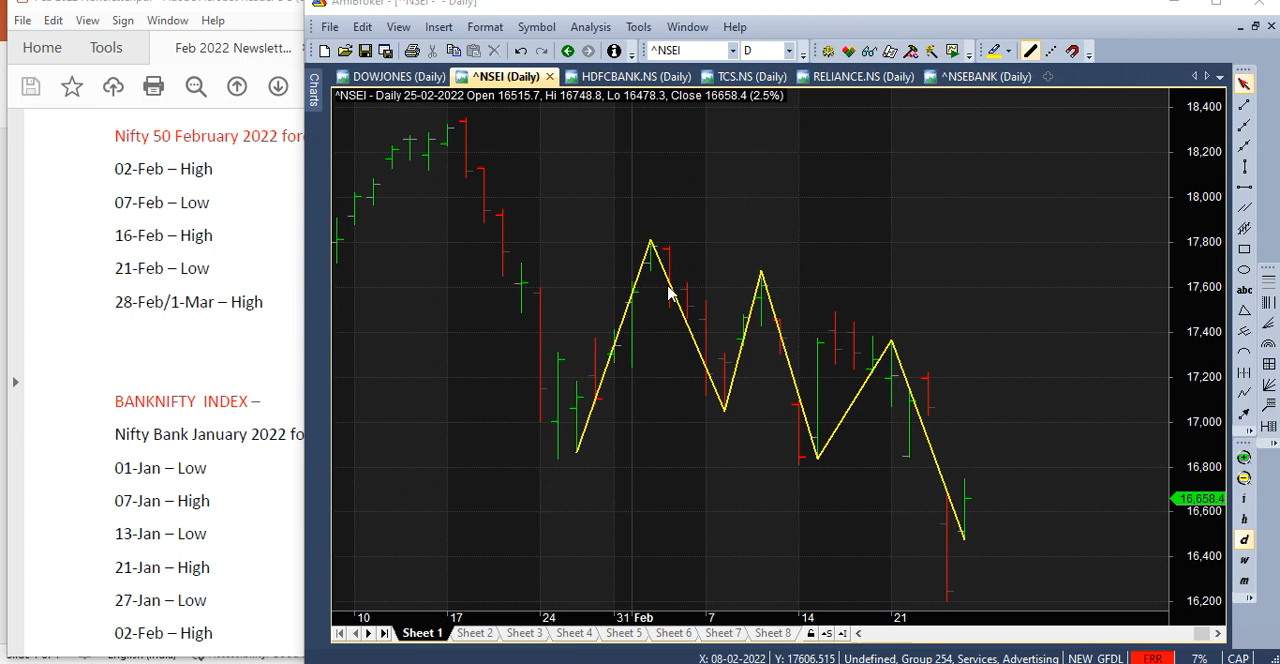 File Edit View Sign Window Help
Home Tools Feb 2022 Newslett...
Nifty 50 February 2022 for
02-Feb – High
07-Feb – Low
16-Feb – High
21-Feb – Low
28-Feb/1-Mar – High
BANKNIFTY INDEX –
Nifty Bank January 2022 fo
01-Jan – Low
07-Jan – High
13-Jan – Low
21-Jan – High
27-Jan – Low
02-Feb – High
AmiBroker - [^NSEI - - Daily]
File Edit View Insert Format Symbol Analysis Tools Window Help
^NSEI D
DOWJONES (Daily) ^NSEI (Daily) HDFCBANK.NS (Daily) TCS.NS (Daily) RELIANCE.NS (Daily) ^NSEBANK (Daily)
Charts
^NSEI - Daily 25-02-2022 Open 16515.7, Hi 16748.8, Lo 16478.3, Close 16658.4 (2.5%)
18,400
18,200
18,000
17,800
17,600
17,400
17,200
17,000
16,800
16,658.4
16,600
16,400
16,200
10 17 24 31 Feb 7 14 21
abc
i
h
d
w
m
Sheet 1 Sheet 2 Sheet 3 Sheet 4 Sheet 5 Sheet 6 Sheet 7 Sheet 8
X: 08-02-2022 Y: 17606.515 Undefined, Group 254, Services, Advertising NEW GFDL ERR 7% CAP